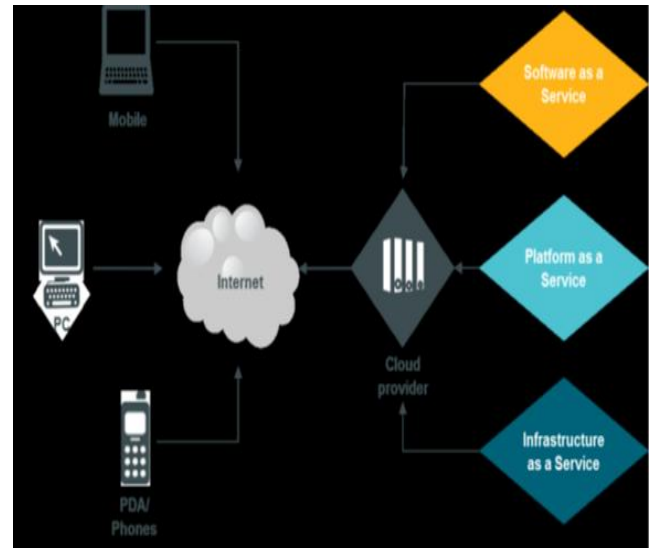 Mobile
Software as a
Service
PC
Internet
Platform as a
Service
Cloud
provider
PDA/
Phones
Infrastructure
as a Service